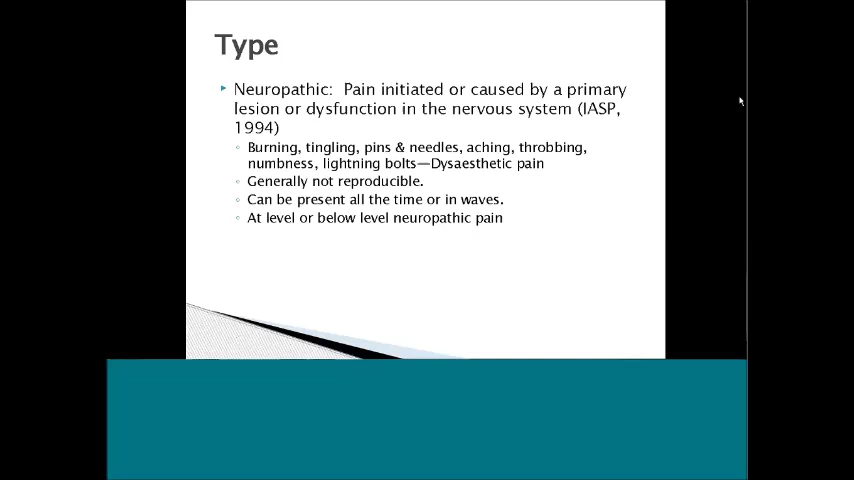 Type
Neuropathic: Pain initiated or caused by a primary
lesion or dysfunction in the nervous system (IASP,
1994)
Burning, tingling, pins & needles, aching, throbbing,
numbness, lightning bolts—Dysaesthetic pain
Generally not reproducible.
Can be present all the time or in waves.
At level or below level neuropathic pain